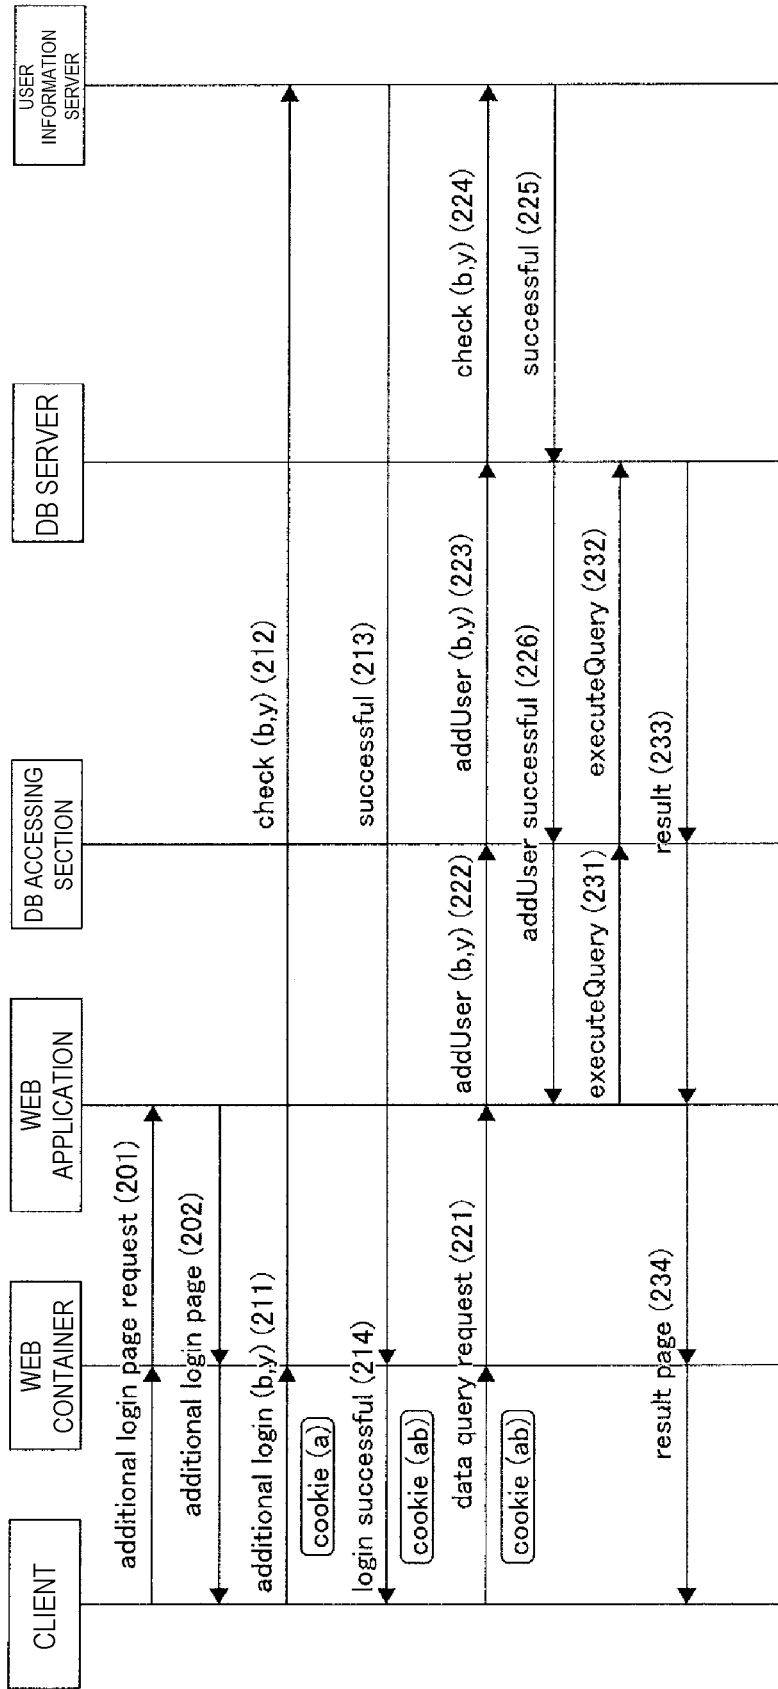 CLIENT
WEB
CONTAINER
WEB
APPLICATION
DB ACCESSING
SECTION
DB SERVER
USER
INFORMATION
SERVER
additional login page request (201)
additional login page (202)
additional login (b,y) (211)
check (b,y) (212)
cookie (a)
login successful (214)
successful (213)
cookie (ab)
data query request (221)
addUser (b,y) (222)
addUser (b,y) (223)
check (b,y) (224)
cookie (ab)
addUser successful (226)
successful (225)
executeQuery (231)
executeQuery (232)
result page (234)
result (233)